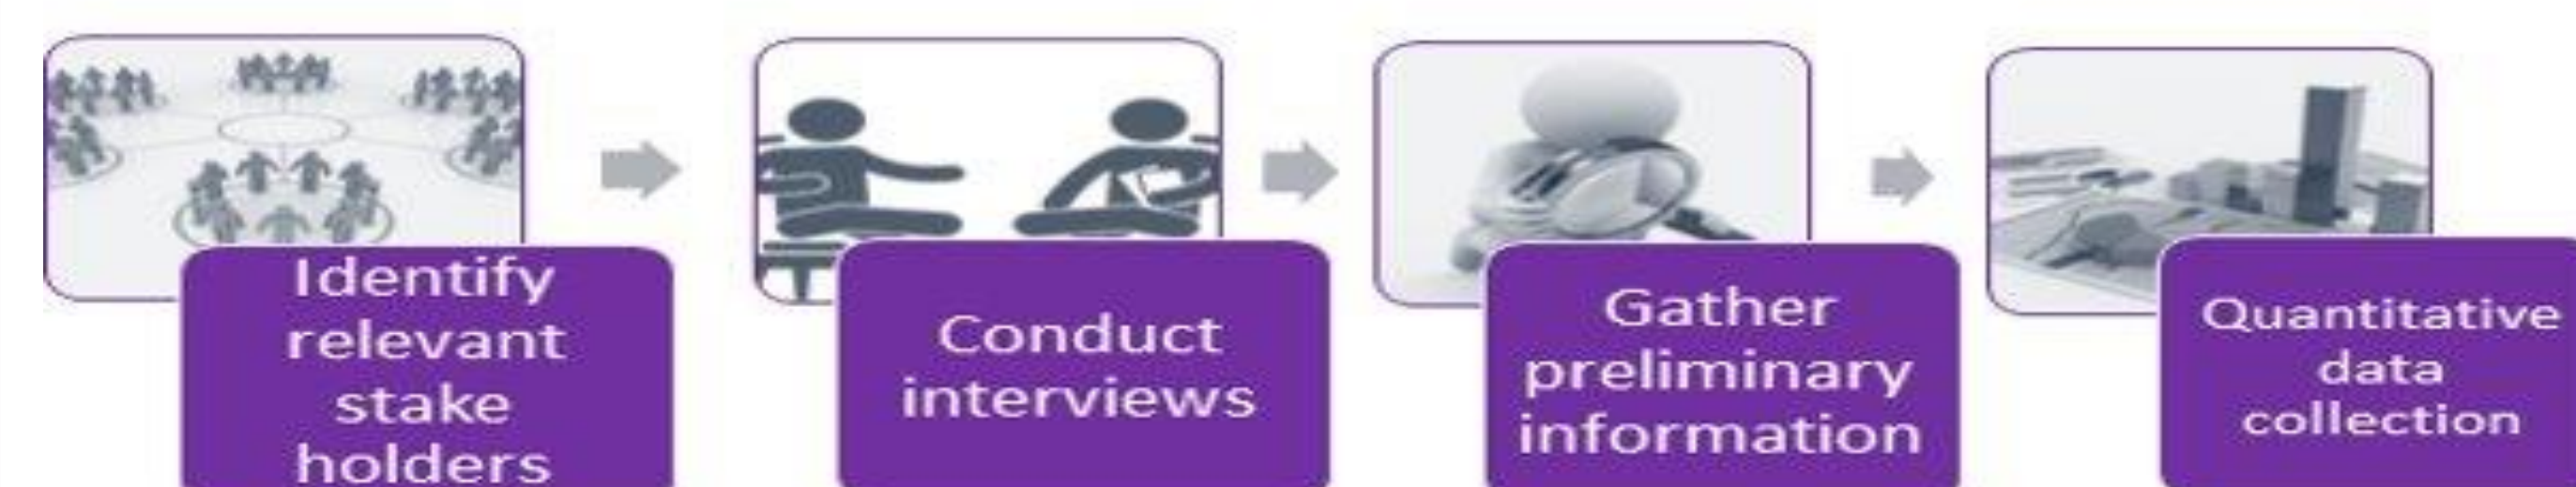 Identify
relevant
stake
holders
Conduct
interviews
Gather
preliminary
information
Quantitative
data
collection